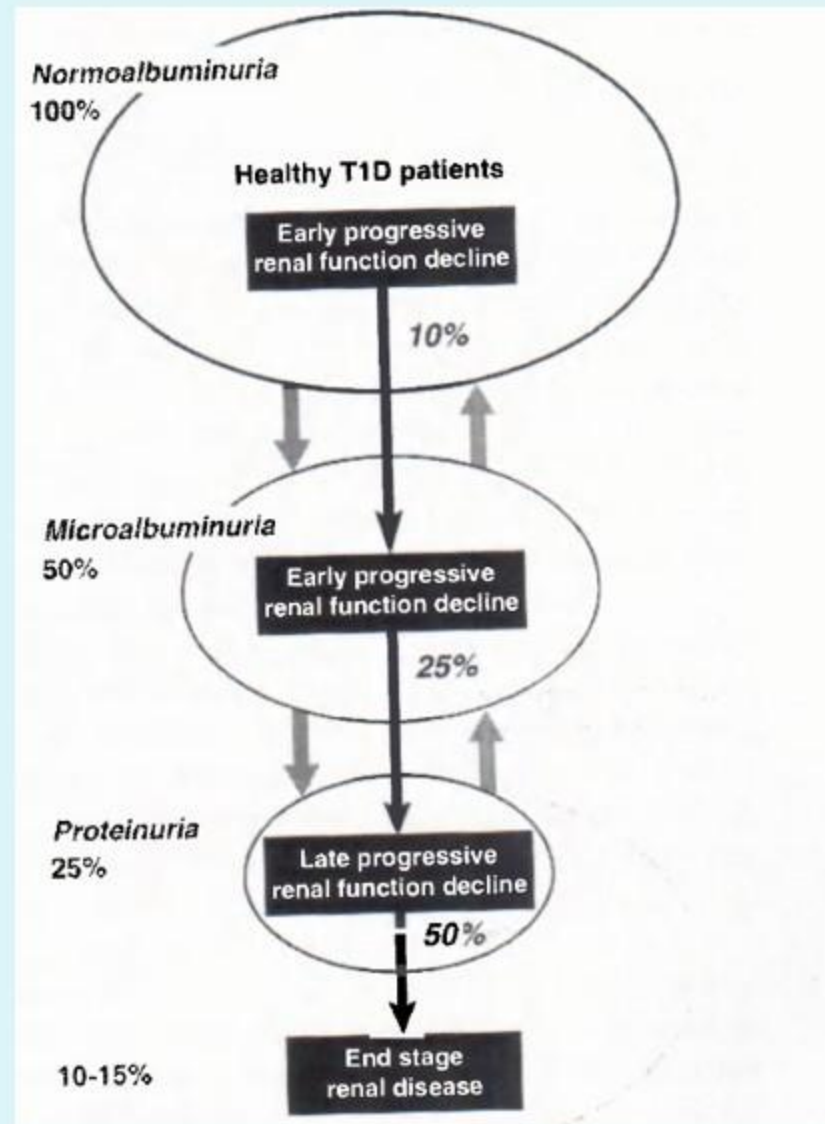 Normoalbuminuria
100%
Healthy T1D patients
Early progressive
renal function decline
10%
Microalbuminuria
50%
Early progressive
renal function decline
25%
Proteinuria
25%
Late progressive
renal function decline
50%
10-15%
End stage
renal disease